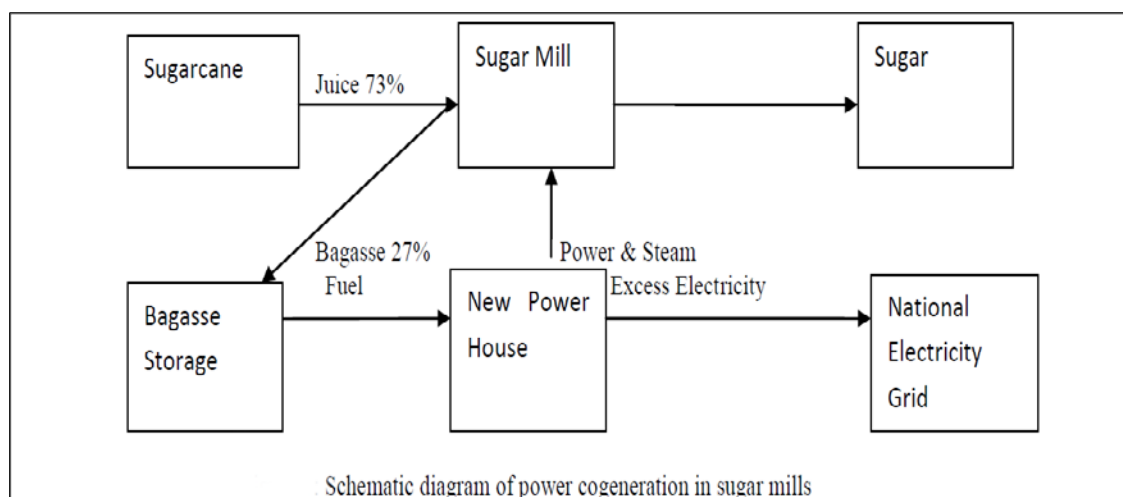 Sugarcane
Juice 73%
Sugar Mill
Sugar
Bagasse 27%
Fuel
Power & Steam
Excess Electricity
Bagasse
Storage
New Power
House
National
Electricity
Grid
: Schematic diagram of power cogeneration in sugar mills